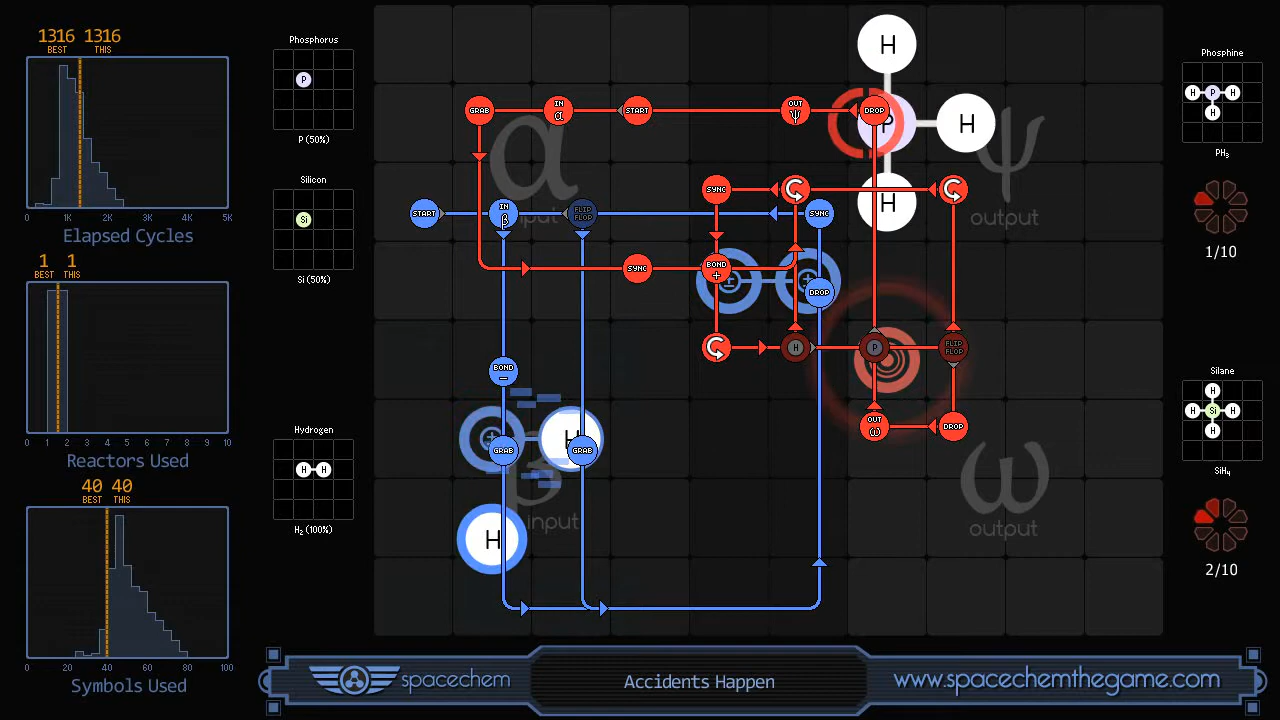 1316 1316
BEST THIS
0 1K 2K 3K 4K 5K
Elapsed Cycles
1 1
BEST THIS
0 1 2 3 4 5 6 7 8 9 10
Reactors Used
40 40
BEST THIS
0 20 40 60 80 100
Symbols Used
Phosphorus
P
P (50%)
Silicon
Si
Si (50%)
Hydrogen
H H
H₂ (100%)
H
GRAB IN α START OUT ψ DROP P H
α ψ
SYNC
START IN β FLIP FLOP SYNC H
input output
SYNC BOND +
DROP
H P FLIP FLOP
BOND −
OUT ω DROP
H
GRAB GRAB
β ω
input output
H
Phosphine
H P H
H
PH₃
1/10
Silane
H
H Si H
H
SiH₄
2/10
spacechem Accidents Happen www.spacechemthegame.com